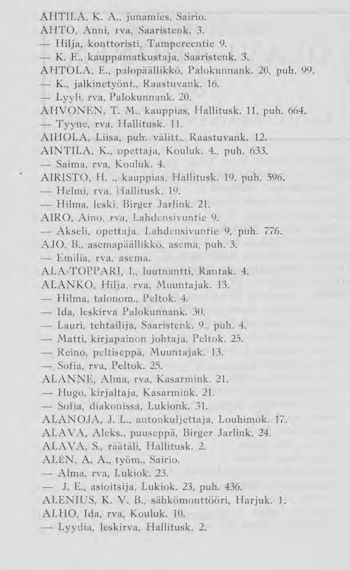 AHTILA, K. A., junamies, Sairio.
AHTO, Anni, rva, Saaristenk. 3.
— Hilja, konttoristi, Tampereentie 9.
— K. E., kauppamatkustaja, Saaristenk. 3.
AHTOLA, E., palopäällikkö, Palokunnank. 20, puh. 99.
— K., jalkinetyönt., Raastuvank. 16.
— Lyyli, rva, Palokunnank. 20.
AHVONEN, T. M., kauppias, Hallitusk. 11, puh. 664.
— Tyyne, rva, Hallitusk. 11.
AIHOLA, Liisa, puh. välitt., Raastuvank. 12.
AINTILA, K., opettaja, Kouluk. 4., puh. 633.
— Saima, rva, Kouluk. 4.
AIRISTO, H. ., kauppias, Hallitusk. 19, puh. 596.
— Helmi, rva, Hallitusk. 19.
— Hilma, leski, Birger Jarlink. 21.
AIRO, Aino, rva, Lahdensivuntie 9.
— Akseli, opettaja, Lahdensivuntie 9, puh. 776.
AJO, B., asemapäällikkö, asema, puh. 3.
— Emilia, rva, asema.
ALA-TOPPARI, I., luutnantti, Rantak. 4.
ALANKO, Hilja, rva, Muuntajak. 13.
— Hilma, talonom., Peltok. 4.
— Ida, leskirva Palokunnank. 30.
— Lauri, tehtailija, Saaristenk. 9., puh. 4.
— Matti, kirjapainon johtaja, Peltok. 25.
— Reino, peltiseppä, Muuntajak. 13.
— Sofia, rva, Peltok. 25.
ALANNE, Alma, rva, Kasarmink. 21.
— Hugo, kirjaltaja, Kasarmink. 21.
— Sofia, diakonissa, Lukionk. 31.
ALANOJA, J. L., autonkuljettaja, Louhimok. 17.
ALAVA, Aleks., puuseppä, Birger Jarlink. 24.
ALAVA, S., räätäli, Hallitusk. 2.
ALÉN, A. A., työm., Sairio.
— Alma, rva, Lukiok. 23.
— J. E., asioitsija, Lukiok. 23, puh. 436.
ALENIUS, K. V. B., sähkömonttööri, Harjuk. 1.
ALHO, Ida, rva, Kouluk. 10.
— Lyydia, leskirva, Hallitusk. 2.